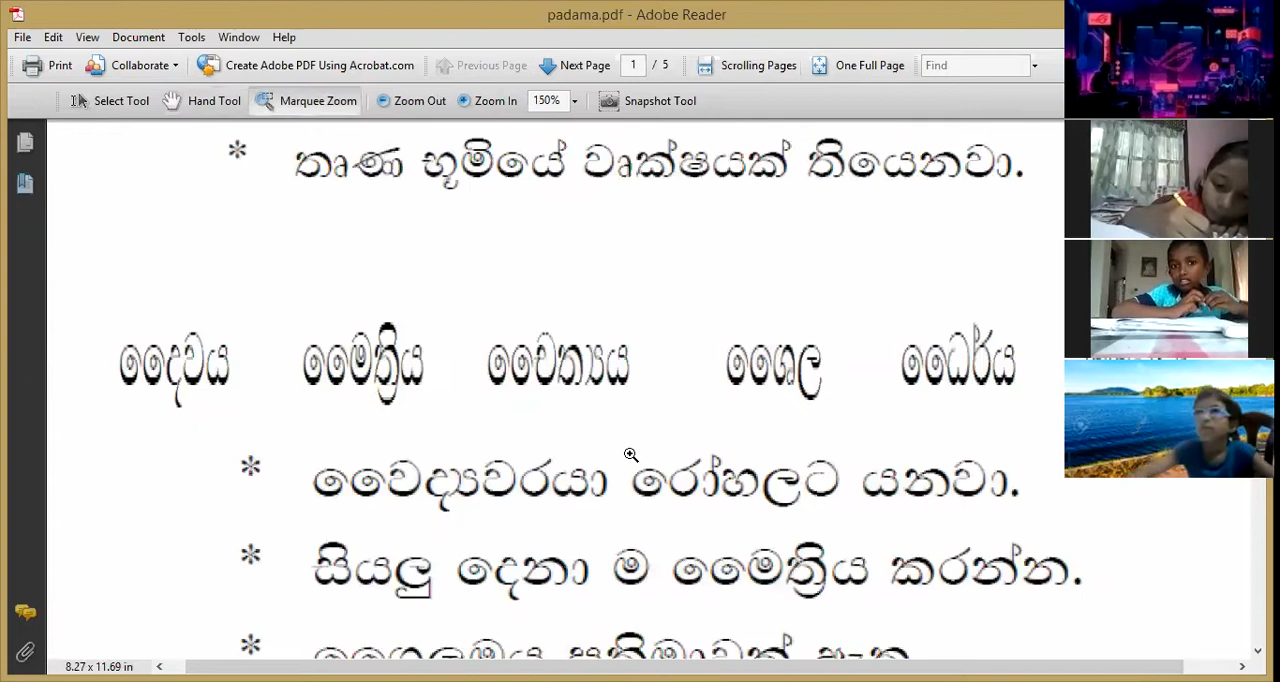 padama.pdf - Adobe Reader
File Edit View Document Tools Window Help
Print Collaborate Create Adobe PDF Using Acrobat.com Previous Page Next Page 1 / 5 Scrolling Pages One Full Page Find
Select Tool Hand Tool Marquee Zoom Zoom Out Zoom In 150% Snapshot Tool
* තෘණ භූමියේ වෘක්ෂයක් තියෙනවා.
දෛවය මෛත්‍රිය චෛත්‍යය ශෛල ධෛර්ය
* වෛද්‍යවරයා රෝහලට යනවා.
* සියලු දෙනා ම මෛත්‍රිය කරන්න.
*
8.27 x 11.69 in